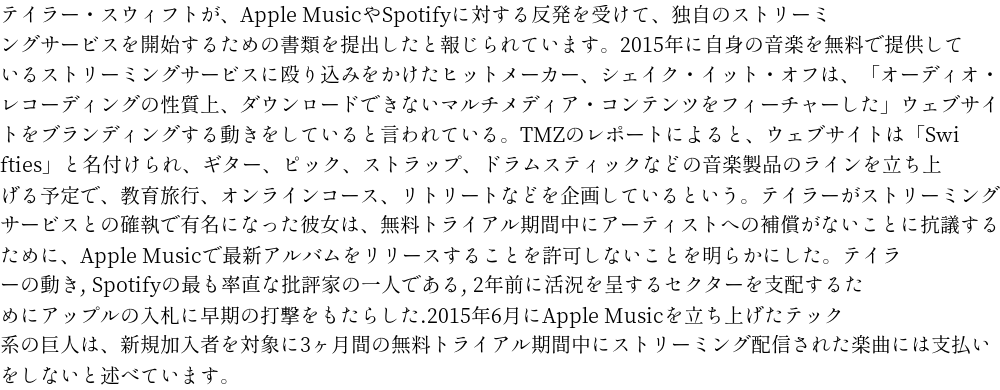 テイラー・スウィフトが、Apple MusicやSpotifyに対する反発を受けて、独自のストリーミ
ングサービスを開始するための書類を提出したと報じられています。2015年に自身の音楽を無料で提供して
いるストリーミングサービスに殴り込みをかけたヒットメーカー、シェイク・イット・オフは、「オーディオ・
レコーディングの性質上、ダウンロードできないマルチメディア・コンテンツをフィーチャーした」ウェブサイ
トをブランディングする動きをしていると言われている。TMZのレポートによると、ウェブサイトは「Swi
fties」と名付けられ、ギター、ピック、ストラップ、ドラムスティックなどの音楽製品のラインを立ち上
げる予定で、教育旅行、オンラインコース、リトリートなどを企画しているという。テイラーがストリーミング
サービスとの確執で有名になった彼女は、無料トライアル期間中にアーティストへの補償がないことに抗議する
ために、Apple Musicで最新アルバムをリリースすることを許可しないことを明らかにした。テイラ
ーの動き, Spotifyの最も率直な批評家の一人である, 2年前に活況を呈するセクターを支配するた
めにアップルの入札に早期の打撃をもたらした.2015年6月にApple Musicを立ち上げたテック
系の巨人は、新規加入者を対象に3ヶ月間の無料トライアル期間中にストリーミング配信された楽曲には支払い
をしないと述べています。